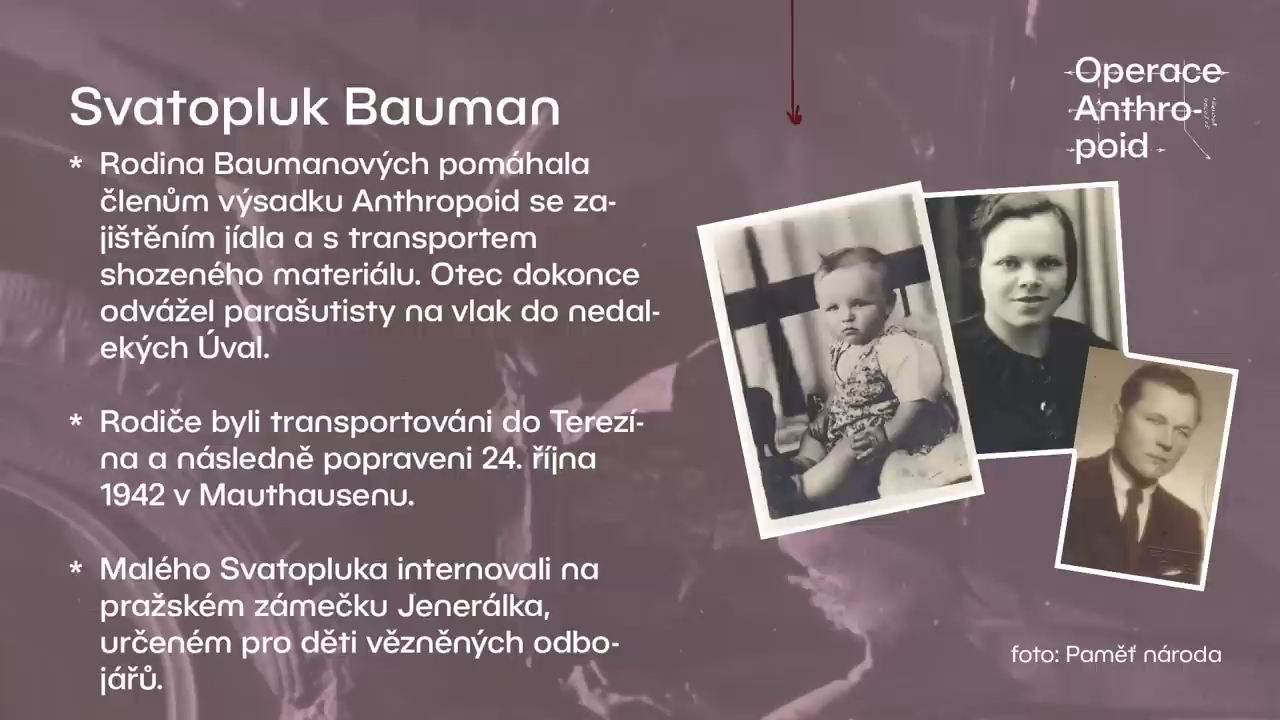 Operace
Anthro-
poid
Svatopluk Bauman
* Rodina Baumanových pomáhala
členům výsadku Anthropoid se za-
jištěním jídla a s transportem
shozeného materiálu. Otec dokonce
odvážel parašutisty na vlak do nedal-
ekých Úval.
* Rodiče byli transportováni do Terezí-
na a následně popraveni 24. října
1942 v Mauthausenu.
* Malého Svatopluka internovali na
pražském zámečku Jenerálka,
určeném pro děti vězněných odbo-
jářů.
foto: Paměť národa